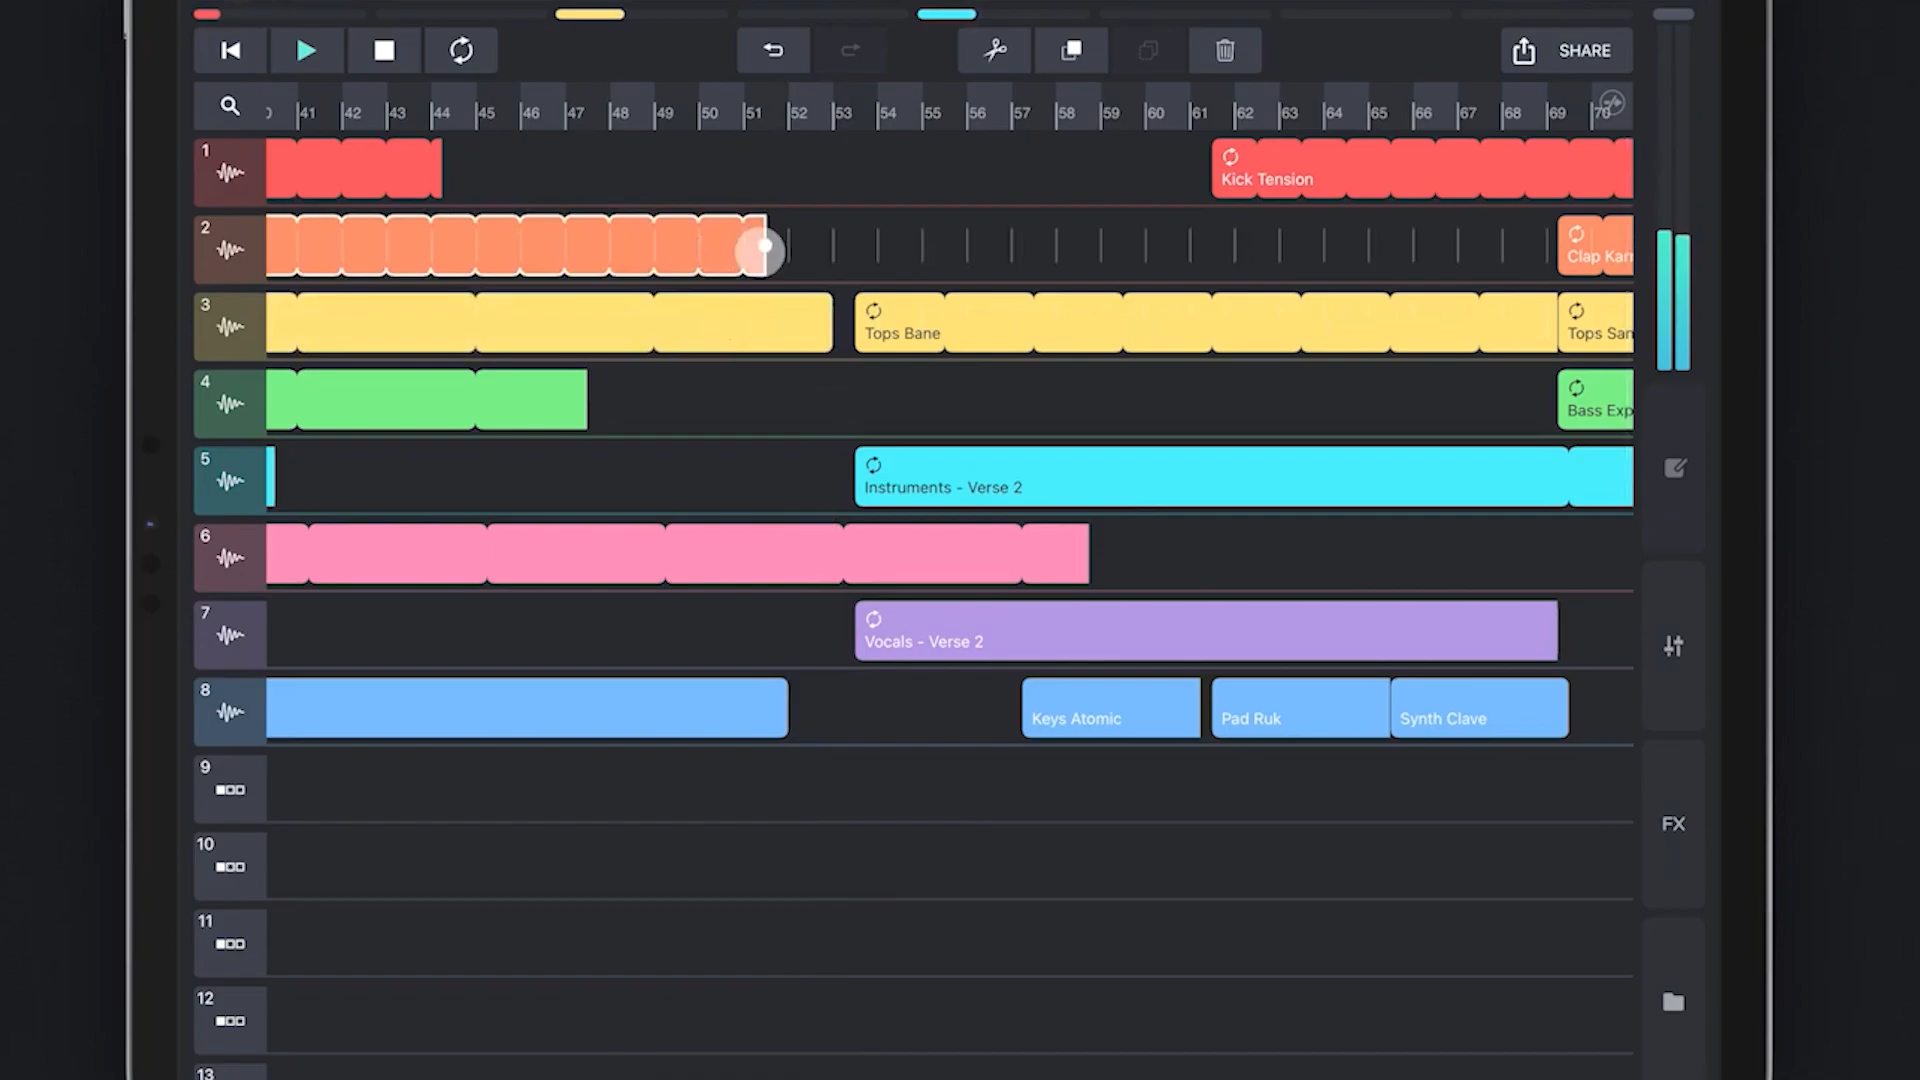 SHARE
41 42 43 44 45 46 47 48 49 50 51 52 53 54 55 56 57 58 59 60 61 62 63 64 65 66 67 68 69 70
1
Kick Tension
2
Clap Kar
3
Tops Bane
Tops San
4
Bass Exp
5
Instruments - Verse 2
6
7
Vocals - Verse 2
8
Keys Atomic
Pad Ruk
Synth Clave
9
FX
10
11
12
13